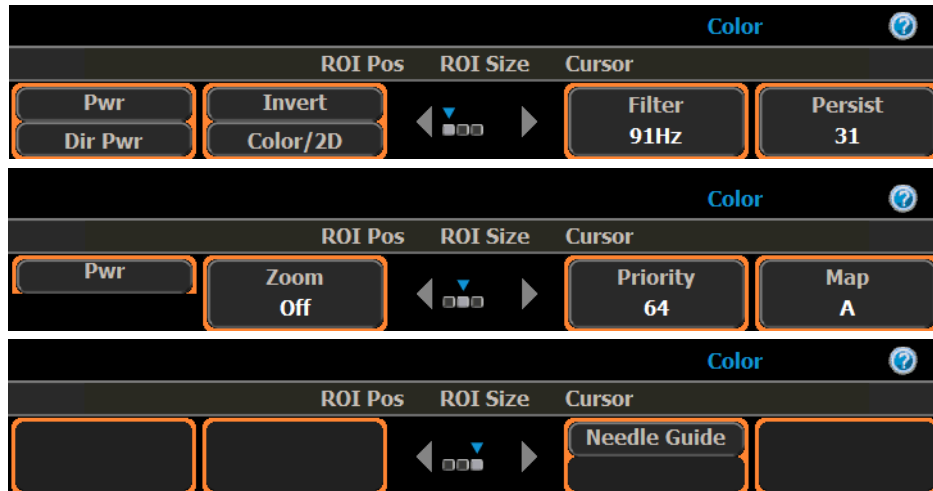 Color ?
ROI Pos ROI Size Cursor
Pwr Invert Filter Persist
Dir Pwr Color/2D 91Hz 31
Color ?
ROI Pos ROI Size Cursor
Pwr Zoom Priority Map
Off 64 A
Color ?
ROI Pos ROI Size Cursor
Needle Guide